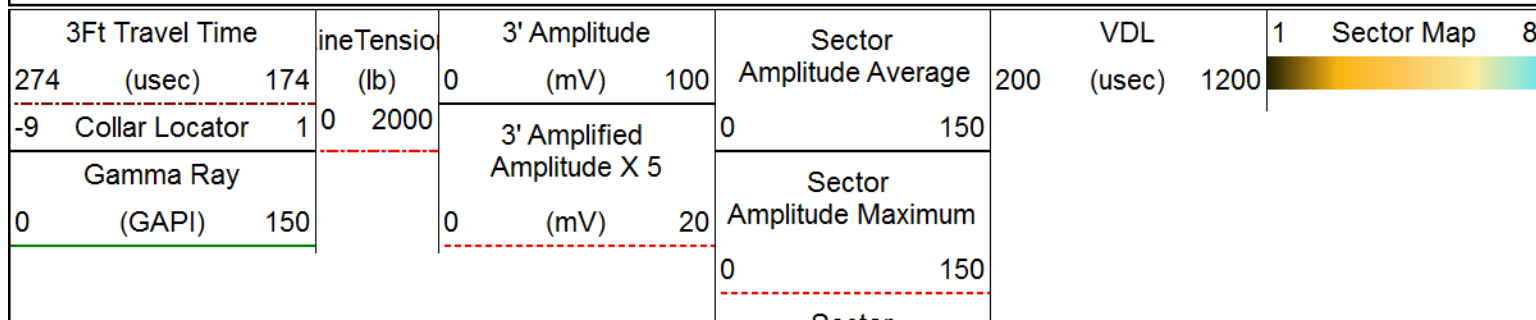 3Ft Travel Time
274 (usec) 174
-9 Collar Locator 1
Gamma Ray
0 (GAPI) 150
(lb)
0 2000
3' Amplitude
0 (mV) 100
3' Amplified
Amplitude X 5
0 (mV) 20
Sector
Amplitude Average
0 150
Sector
Amplitude Maximum
0 150
VDL
200 (usec) 1200
1 Sector Map 8